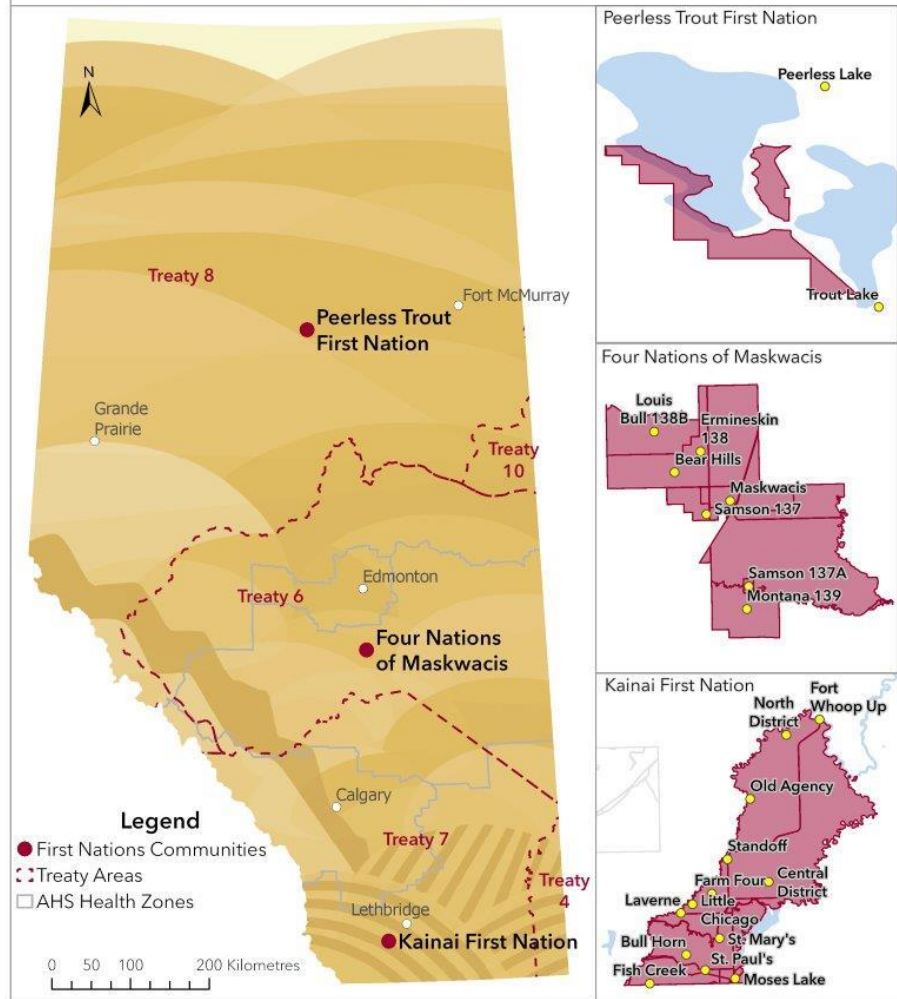 N
Treaty 8
Fort McMurray
Peerless Trout
First Nation
Grande
Prairie
Treaty
10
Edmonton
Treaty 6
Four Nations
of Maskwacis
Calgary
Treaty 7
Treaty
4
Lethbridge
Kainai First Nation
Legend
First Nations Communities
Treaty Areas
AHS Health Zones
0 50 100 200 Kilometres
Peerless Trout First Nation
Peerless Lake
Trout Lake
Four Nations of Maskwacis
Louis
Bull 138B
Ermineskin
138
Bear Hills
Maskwacis
Samson 137
Samson 137A
Montana 139
Kainai First Nation
Fort
Whoop Up
North
District
Old Agency
Standoff
Farm Four
Central
District
Laverne
Little
Chicago
Bull Horn
St. Mary's
St. Paul's
Fish Creek
Moses Lake